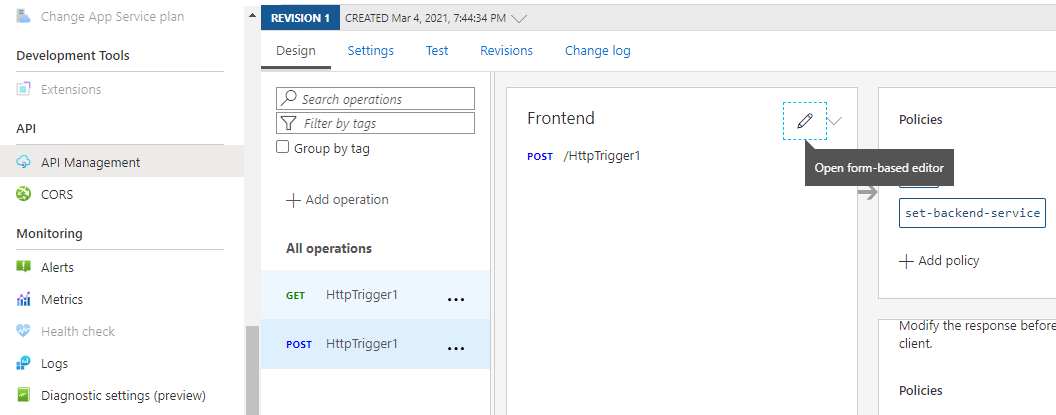 Change App Service plan
Development Tools
Extensions
API
API Management
CORS
Monitoring
Alerts
Metrics
Health check
Logs
Diagnostic settings (preview)
REVISION 1 CREATED Mar 4, 2021, 7:44:34 PM
Design Settings Test Revisions Change log
Search operations
Filter by tags
Group by tag
+ Add operation
All operations
GET HttpTrigger1 ...
POST HttpTrigger1 ...
Frontend
POST /HttpTrigger1
Open form-based editor
Policies
set-backend-service
+ Add policy
Modify the response before
client.
Policies